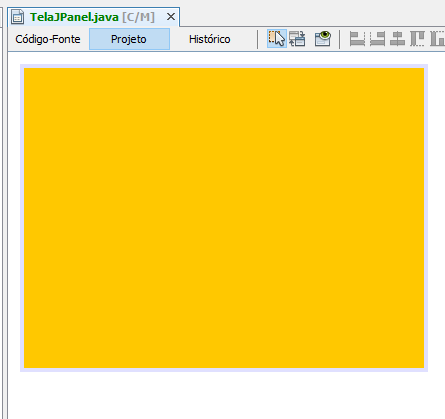 TelaJPanel.java [C/M]
Código-Fonte Projeto Histórico